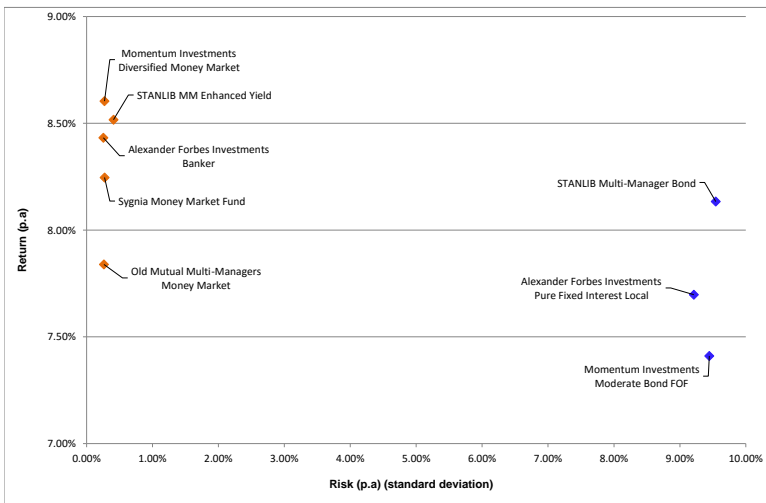 9.00%
Momentum Investments
Diversified Money Market
STANLIB MM Enhanced Yield
8.50%
Alexander Forbes Investments
Banker
Sygnia Money Market Fund
STANLIB Multi-Manager Bond
8.00%
Return (p.a)
Old Mutual Multi-Managers
Money Market
Alexander Forbes Investments
Pure Fixed Interest Local
7.50%
Momentum Investments
Moderate Bond FOF
7.00%
0.00% 1.00% 2.00% 3.00% 4.00% 5.00% 6.00% 7.00% 8.00% 9.00% 10.00%
Risk (p.a) (standard deviation)